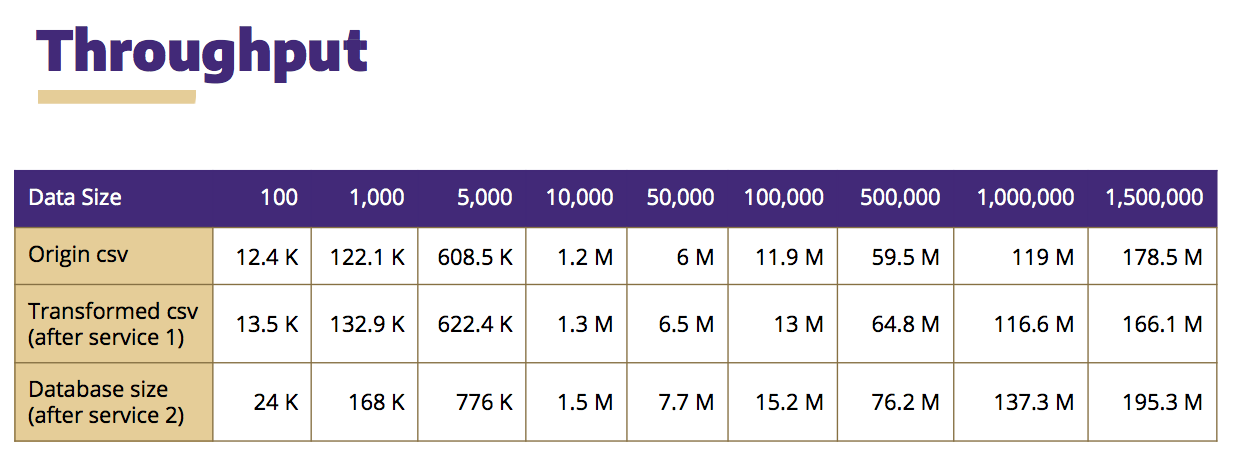 Throughput
Data Size 100 1,000 5,000 10,000 50,000 100,000 500,000 1,000,000 1,500,000
Origin csv 12.4 K 122.1 K 608.5 K 1.2 M 6 M 11.9 M 59.5 M 119 M 178.5 M
Transformed csv
(after service 1) 13.5 K 132.9 K 622.4 K 1.3 M 6.5 M 13 M 64.8 M 116.6 M 166.1 M
Database size
(after service 2) 24 K 168 K 776 K 1.5 M 7.7 M 15.2 M 76.2 M 137.3 M 195.3 M